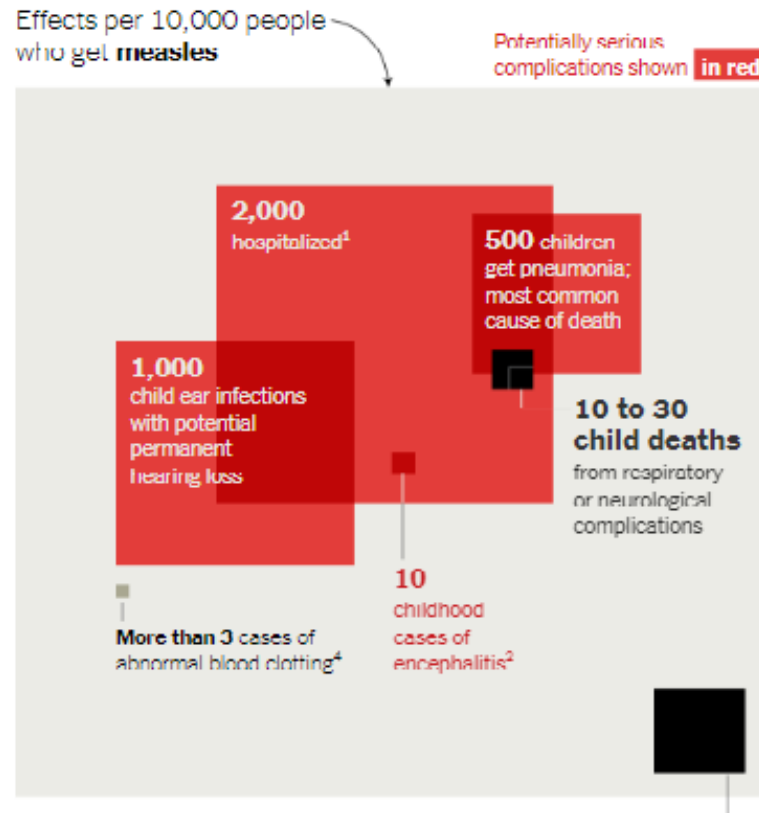 Effects per 10,000 people
who get measles
Potentially serious
complications shown in red
2,000
hospitalized¹
500 children
get pneumonia;
most common
cause of death
1,000
child ear infections
with potential
permanent
hearing loss
10 to 30
child deaths
from respiratory
or neurological
complications
10
childhood
cases of
encephalitis²
More than 3 cases of
abnormal blood clotting⁴